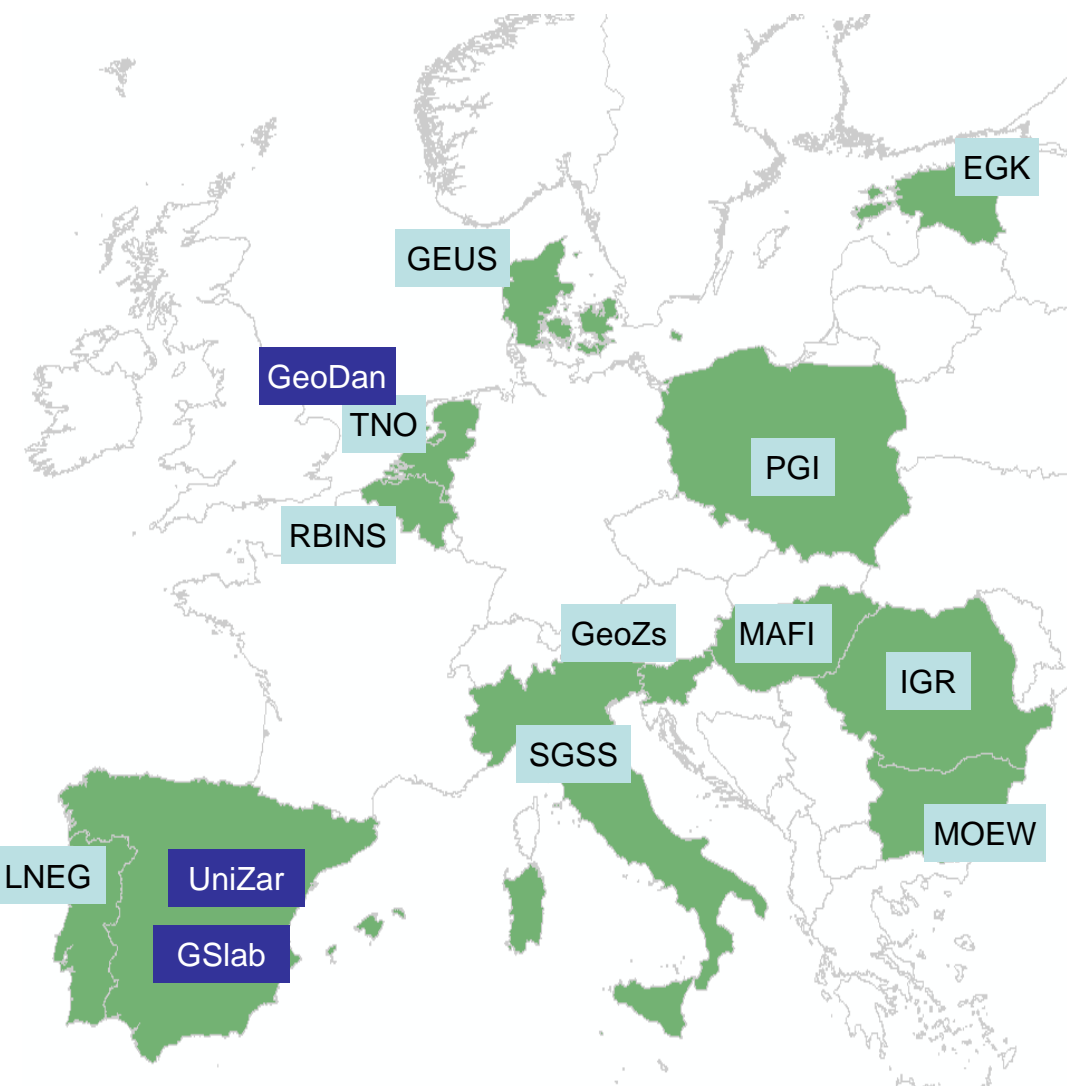 EGK
GEUS
GeoDan
TNO
PGI
RBINS
GeoZs
MAFI
IGR
SGSS
MOEW
LNEG
UniZar
GSlab